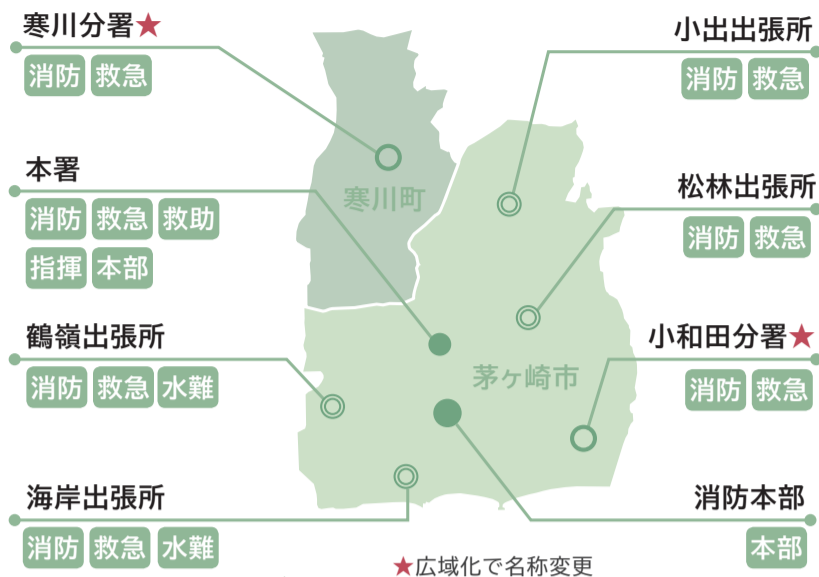 寒川分署★
消防 救急
本署
消防 救急 救助
指揮 本部
鶴嶺出張所
消防 救急 水難
海岸出張所
消防 救急 水難
寒川町
茅ヶ崎市
小出出張所
消防 救急
松林出張所
消防 救急
小和田分署★
消防 救急
消防本部
本部
★広域化で名称変更